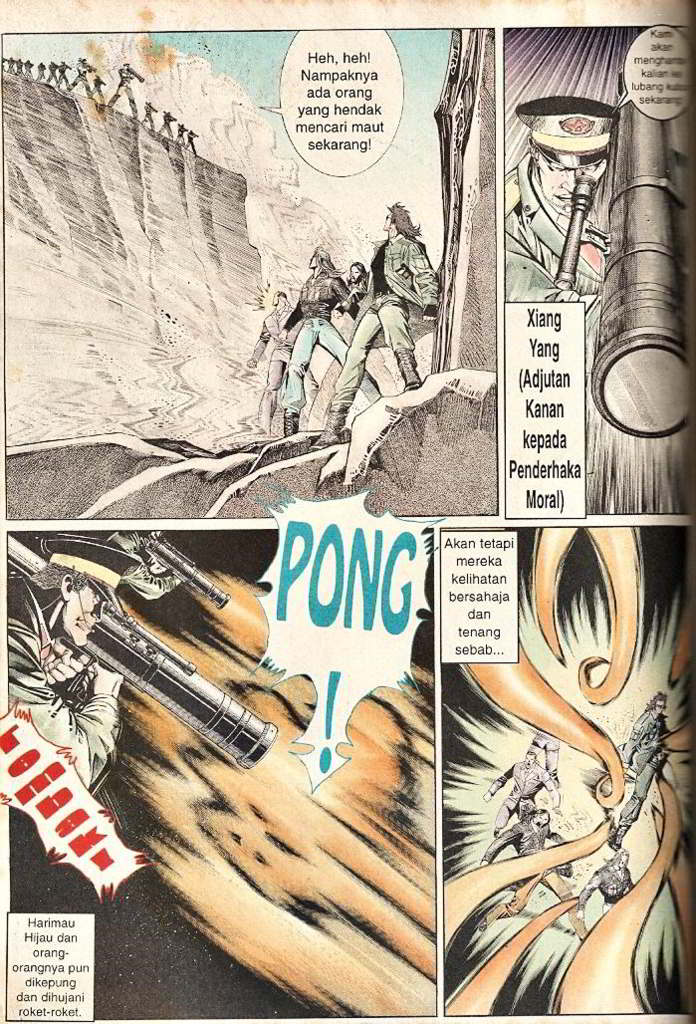 Heh, heh!
Nampaknya
ada orang
yang hendak
mencari maut
sekarang!
Kami
akan
kalian ke
lubang kubur
sekarang!
Xiang
Yang
(Adjutan
Kanan
kepada
Penderhaka
Moral)
PONG
!
Akan tetapi
mereka
kelihatan
bersahaja
dan
tenang
sebab...
Harimau
Hijau dan
orang-
orangnya pun
dikepung
dan dihujani
roket-roket.